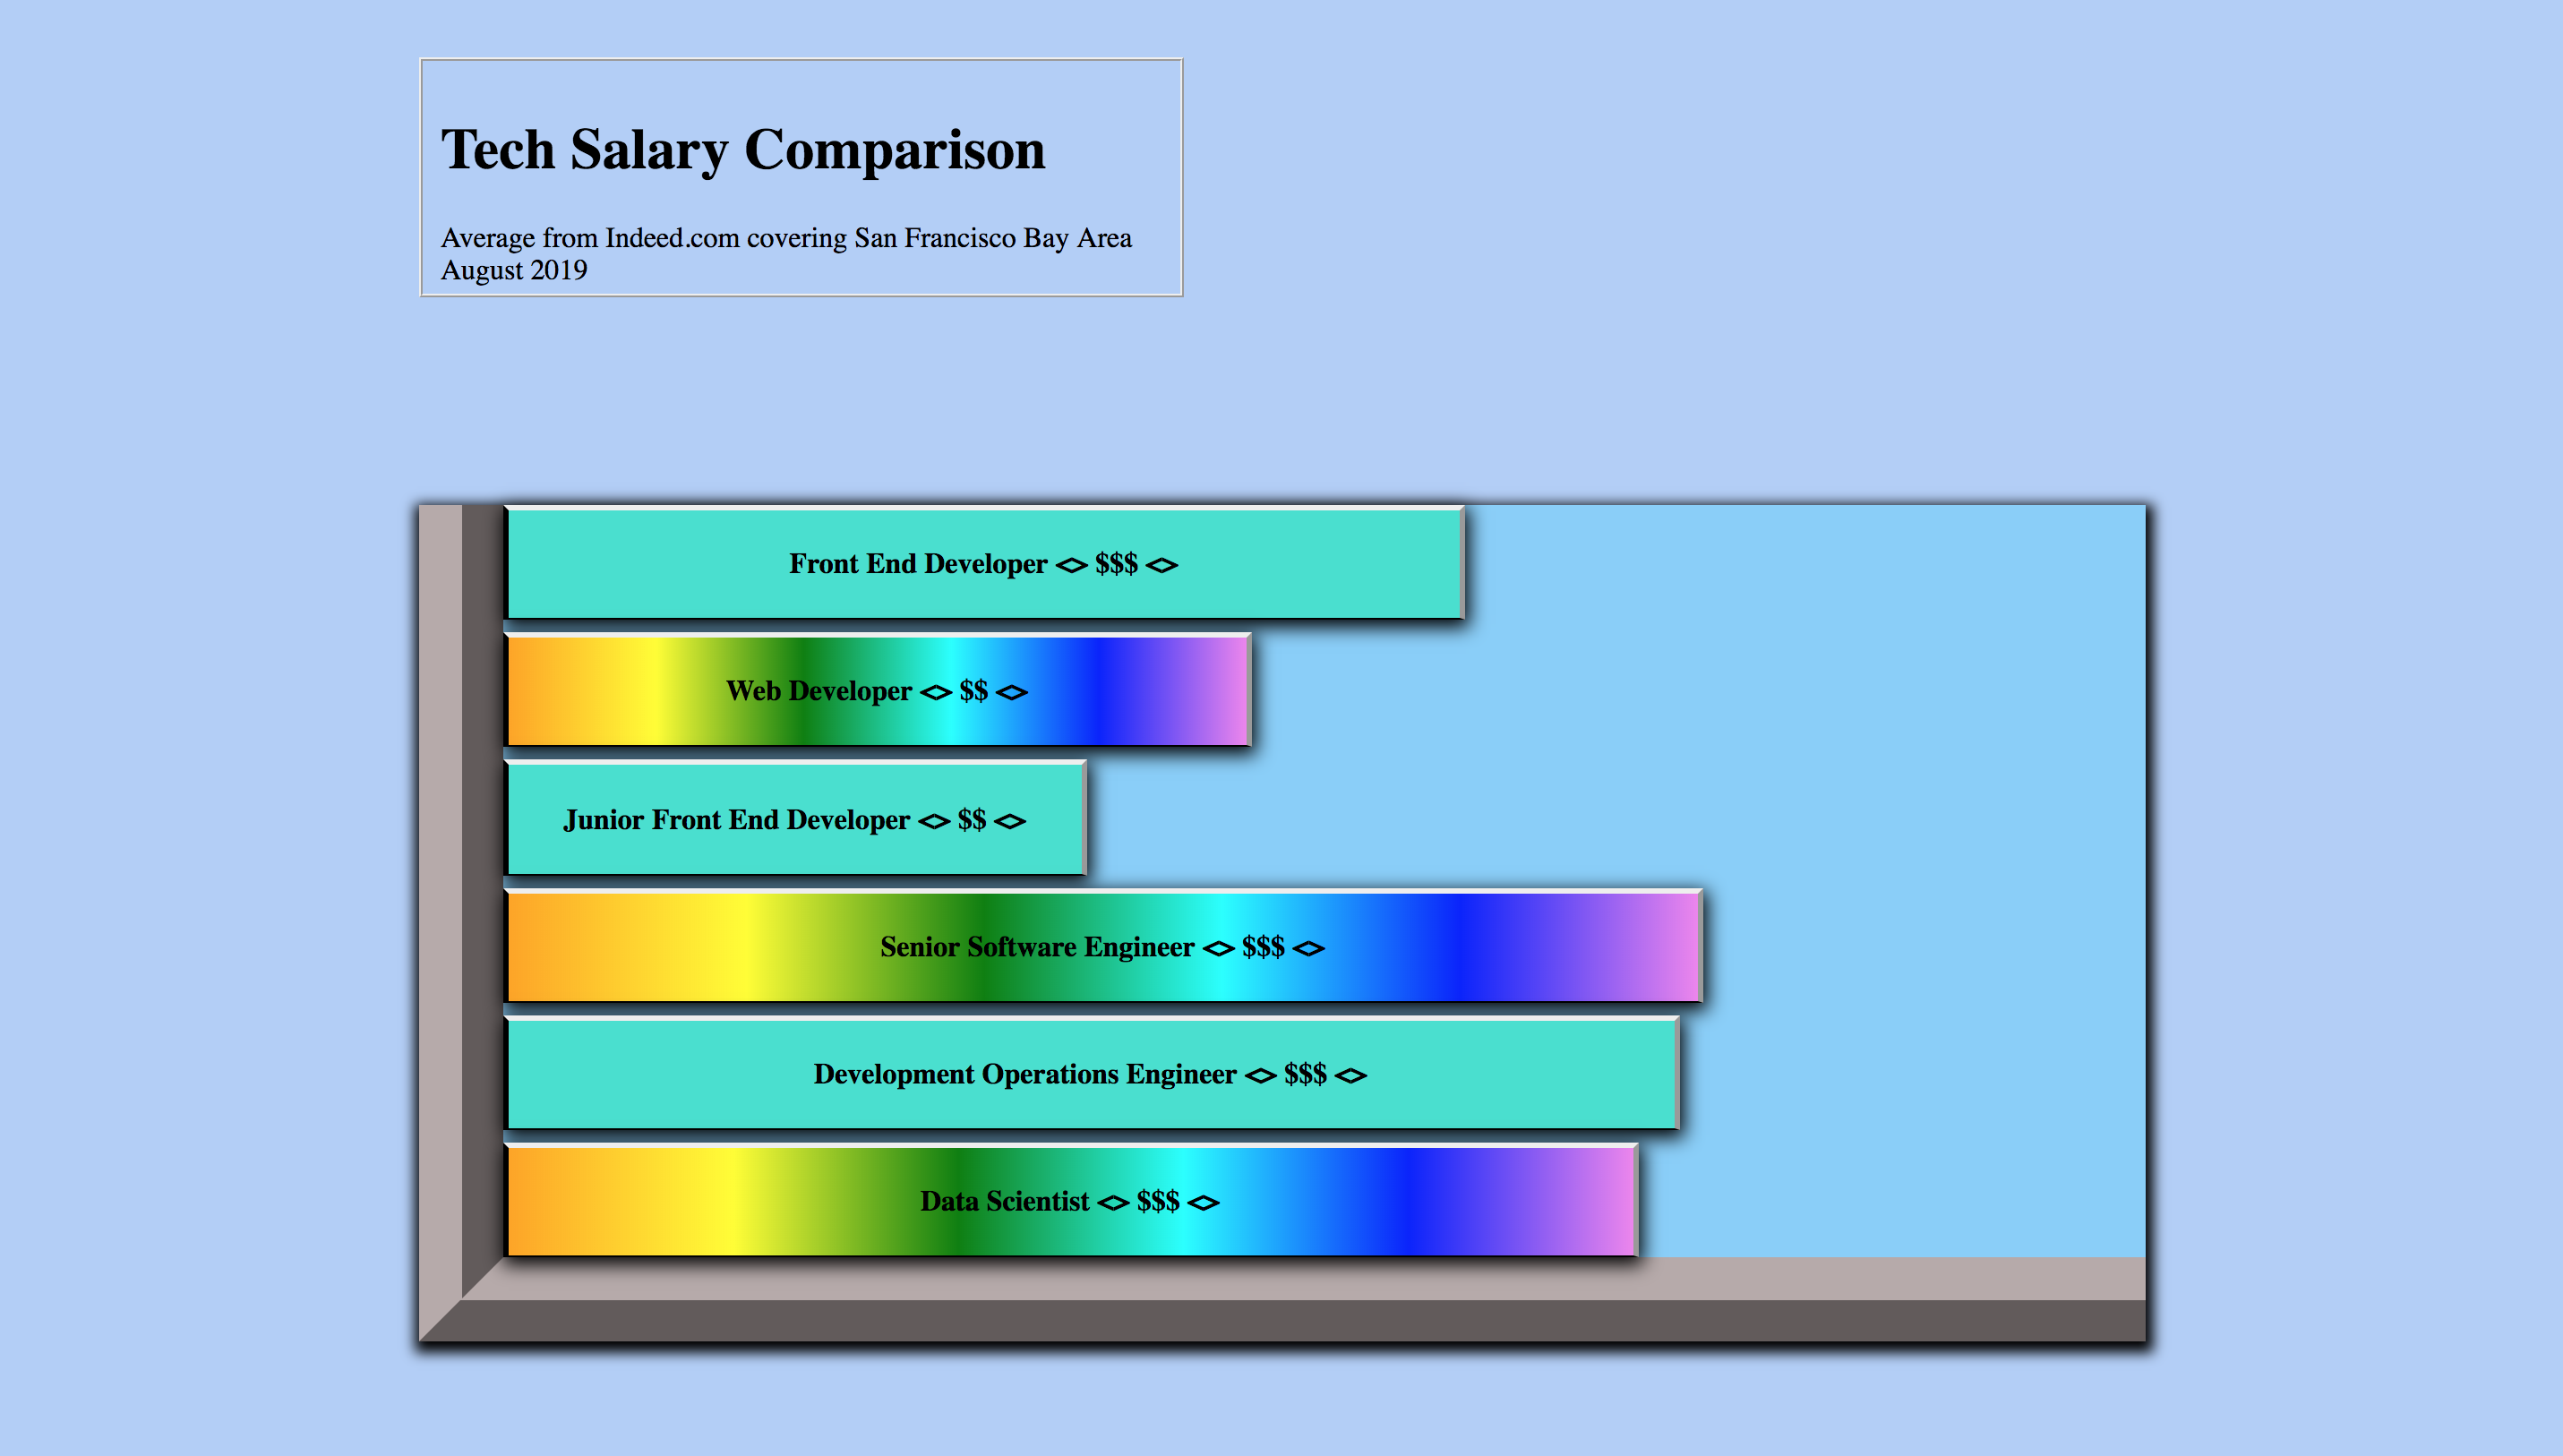 Tech Salary Comparison
Average from Indeed.com covering San Francisco Bay Area
August 2019
Front End Developer <> $$$ <>
Web Developer <> $$ <>
Junior Front End Developer <> $$ <>
Senior Software Engineer <> $$$ <>
Development Operations Engineer <> $$$ <>
Data Scientist <> $$$ <>